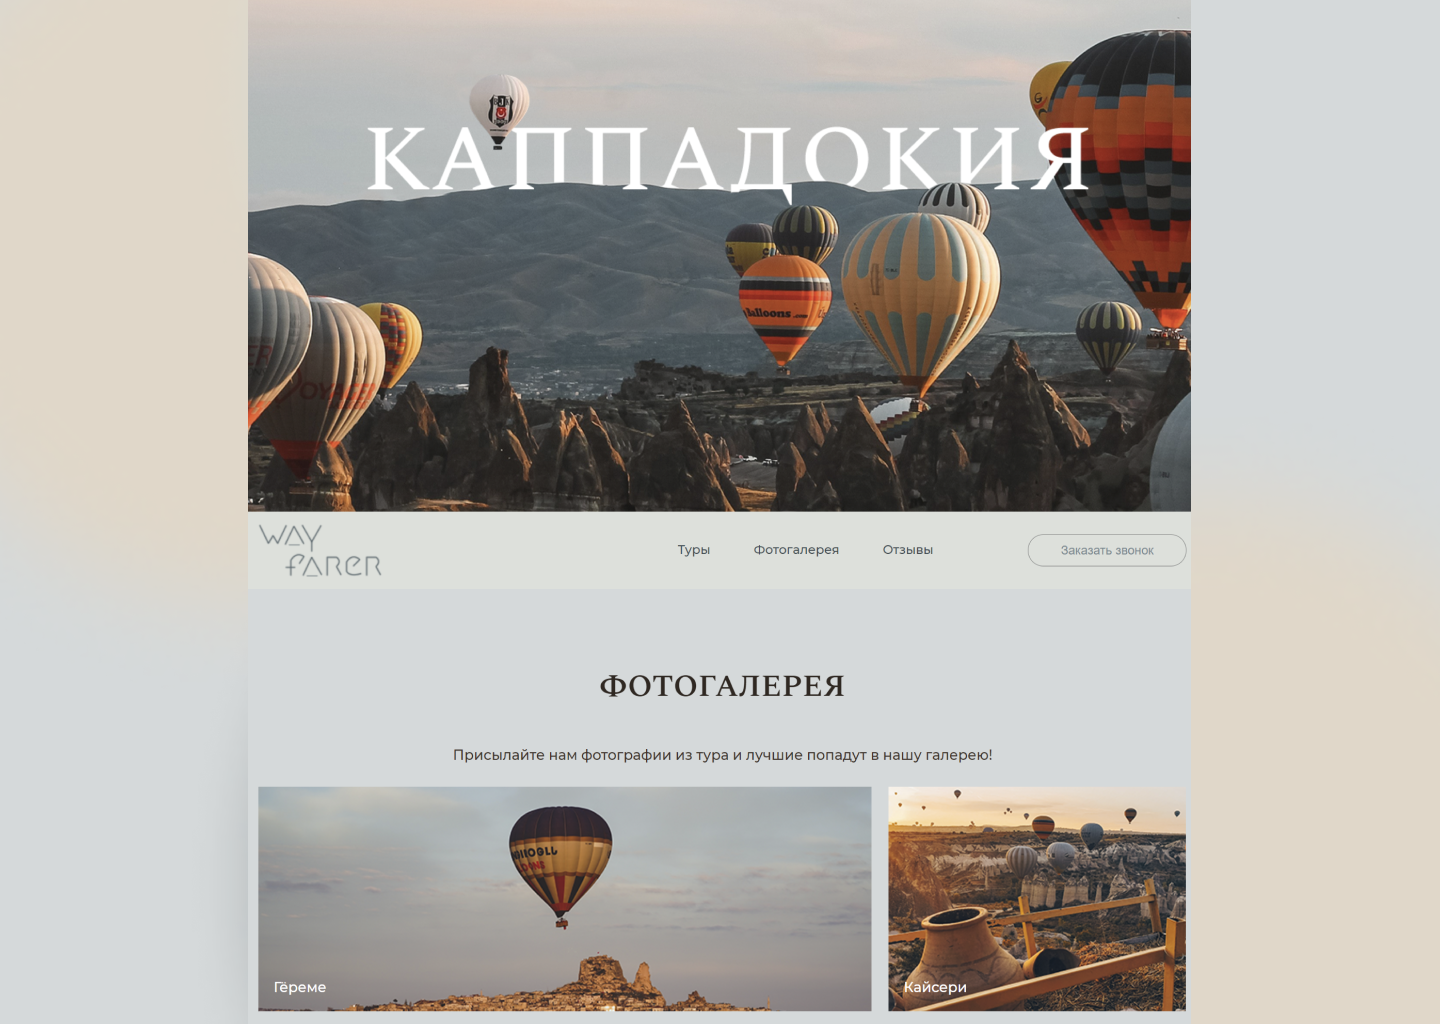 КАППАДОКИЯ
balloons
WAY
FARER
Туры
Фотогалерея
Отзывы
Заказать звонок
ФОТОГАЛЕРЕЯ
Присылайте нам фотографии из тура и лучшие попадут в нашу галерею!
Гёреме
Кайсери